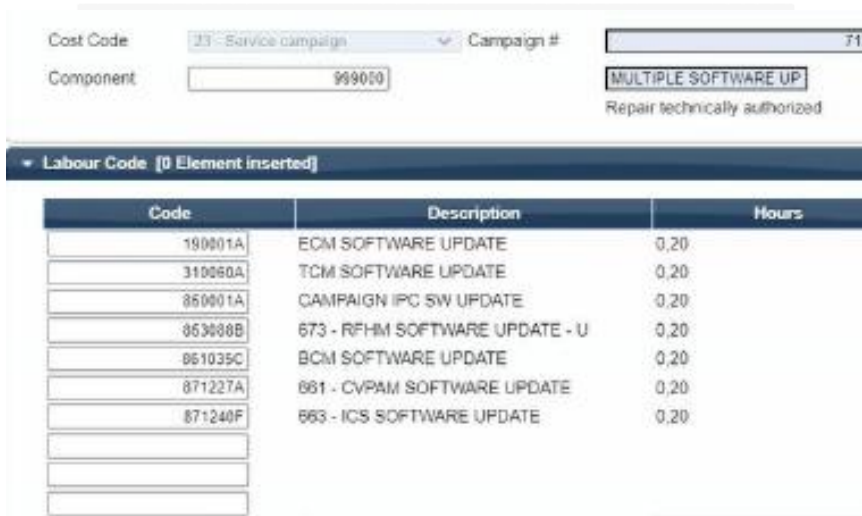 Cost Code 23 - Service campaign Campaign # 71
Component 999000 MULTIPLE SOFTWARE UP
Repair technically authorized
Labour Code [0 Element inserted]
Code Description Hours
190001A ECM SOFTWARE UPDATE 0,20
310060A TCM SOFTWARE UPDATE 0,20
860001A CAMPAIGN IPC SW UPDATE 0,20
853088B 673 - RFHM SOFTWARE UPDATE - U 0,20
861035C BCM SOFTWARE UPDATE 0,20
871227A 661 - CVPAM SOFTWARE UPDATE 0,20
871240F 663 - ICS SOFTWARE UPDATE 0,20